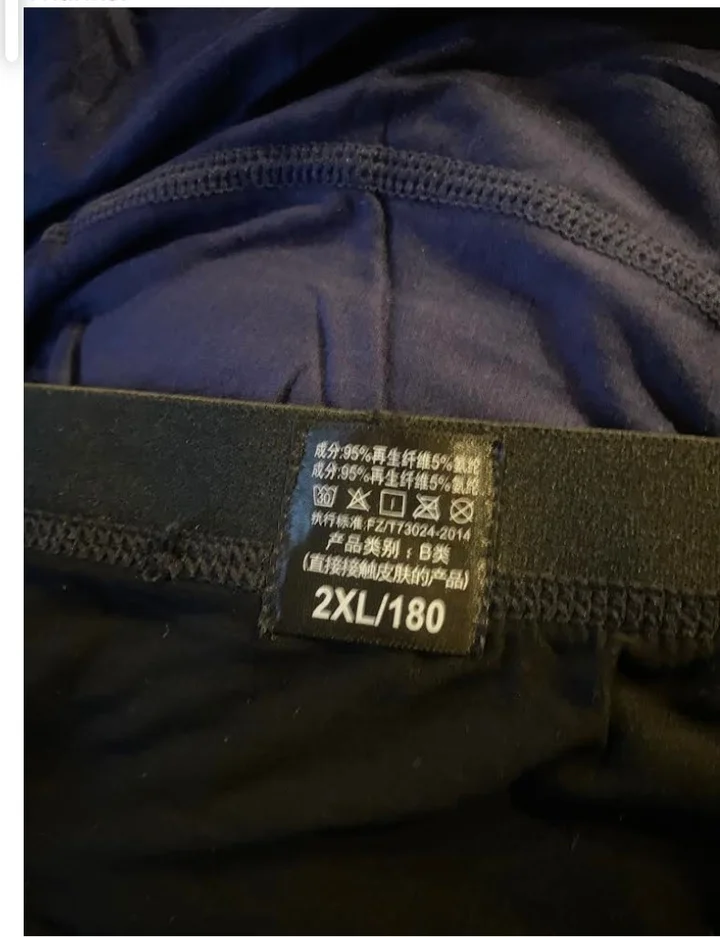 成分:95%再生纤维5%氨纶
成分:95%再生纤维5%氨纶
30
执行标准:FZ/T73024-2014
产品类别：B类
(直接接触皮肤的产品)
2XL/180